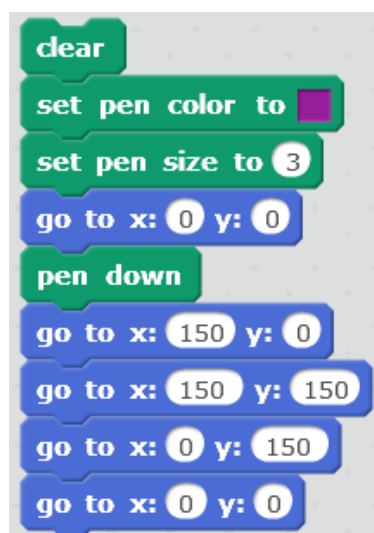 clear
set pen color to
set pen size to 3
go to x: 0 y: 0
pen down
go to x: 150 y: 0
go to x: 150 y: 150
go to x: 0 y: 150
go to x: 0 y: 0